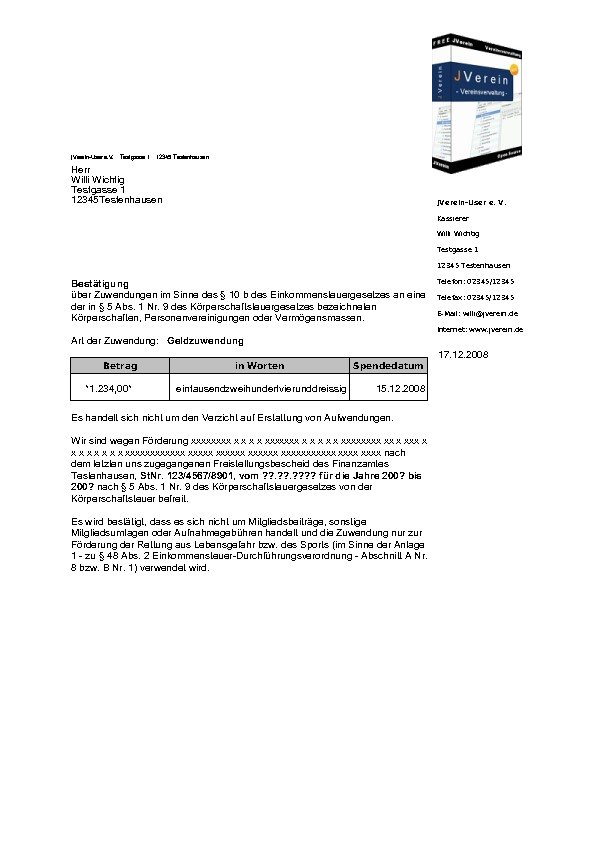 FREE JVerein Vereinsverwaltung
JVerein
JVerein
- Vereinsverwaltung -
JVerein
Open Source
JVerein-User e.V. Testgasse 1 12345 Testenhausen
Herr
Willi Wichtig
Testgasse 1
12345Testenhausen
JVerein-User e. V.
Kassierer
Willi Wichtig
Testgasse 1
12345 Testenhausen
Telefon: 02345/12345
Telefax: 02345/12345
E-Mail: willi@jverein.de
Internet: www.jverein.de
17.12.2008
Bestätigung
über Zuwendungen im Sinne des § 10 b des Einkommensteuergesetzes an eine
der in § 5 Abs. 1 Nr. 9 des Körperschaftsteuergesetzes bezeichneten
Körperschaften, Personenvereinigungen oder Vermögensmassen.
Art der Zuwendung: Geldzuwendung
Betrag in Worten Spendedatum
*1.234,00* eintausendzweihundertvierunddreissig 15.12.2008
Es handelt sich nicht um den Verzicht auf Erstattung von Aufwendungen.
Wir sind wegen Förderung xxxxxxxx x x x x xxxxxxx x x x x x xxxxxxxx xxx xxx x
x x x x x x x xxxxxxxxxxxx xxxxx xxxxxx xxxxxx xxxxxxxxxxx xxxx xxxx nach
dem letzten uns zugegangenen Freistellungsbescheid des Finanzamtes
Testenhausen, StNr. 123/4567/8901, vom ??.??.???? für die Jahre 200? bis
200? nach § 5 Abs. 1 Nr. 9 des Körperschaftsteuergesetzes von der
Körperschaftsteuer befreit.
Es wird bestätigt, dass es sich nicht um Mitgliedsbeiträge, sonstige
Mitgliedsumlagen oder Aufnahmegebühren handelt und die Zuwendung nur zur
Förderung der Rettung aus Lebensgefahr bzw. des Sports (im Sinne der Anlage
1 - zu § 48 Abs. 2 Einkommensteuer-Durchführungsverordnung - Abschnitt A Nr.
8 bzw. B Nr. 1) verwendet wird.